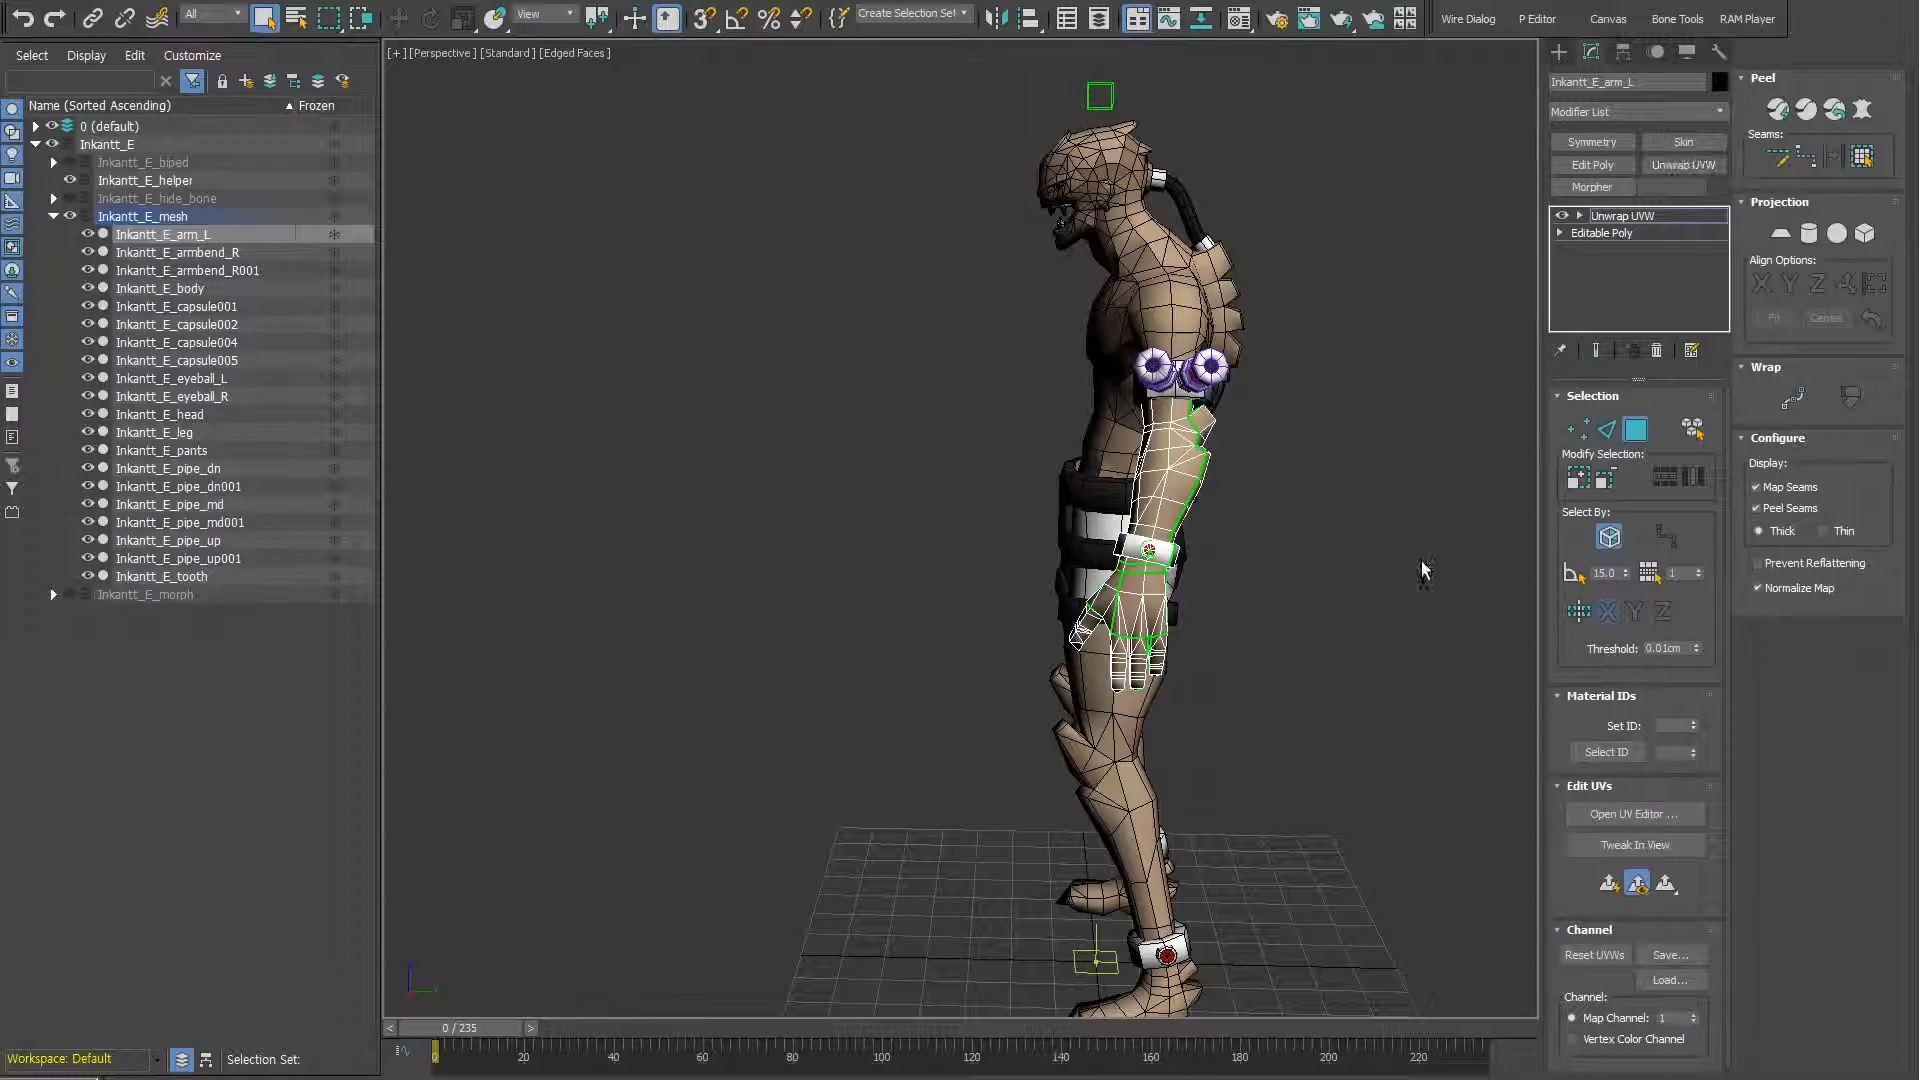 All
View
3
Create Selection Set
Wire Dialog
P Editor
Canvas
Bone Tools
RAM Player
Select
Display
Edit
Customize
[+] [Perspective] [Standard] [Edged Faces]
Name (Sorted Ascending)
Frozen
0 (default)
Inkantt_E
Inkantt_E_biped
Inkantt_E_helper
Inkantt_E_hide_bone
Inkantt_E_mesh
Inkantt_E_arm_L
Inkantt_E_armbend_R
Inkantt_E_armbend_R001
Inkantt_E_body
Inkantt_E_capsule001
Inkantt_E_capsule002
Inkantt_E_capsule004
Inkantt_E_capsule005
Inkantt_E_eyeball_L
Inkantt_E_eyeball_R
Inkantt_E_head
Inkantt_E_leg
Inkantt_E_pants
Inkantt_E_pipe_dn
Inkantt_E_pipe_dn001
Inkantt_E_pipe_md
Inkantt_E_pipe_md001
Inkantt_E_pipe_up
Inkantt_E_pipe_up001
Inkantt_E_tooth
Inkantt_E_morph
Inkantt_E_arm_L
Modifier List
Symmetry
Skin
Edit Poly
Unwrap UVW
Morpher
Unwrap UVW
Editable Poly
Selection
Modify Selection:
Select By:
15.0
1
X Y Z
Threshold: 0.01cm
Material IDs
Set ID:
Select ID
Edit UVs
Open UV Editor ...
Tweak In View
Channel
Reset UVWs
Save...
Load...
Channel:
Map Channel: 1
Vertex Color Channel
Peel
Seams:
Projection
Align Options:
X Y Z
Fit
Center
Wrap
Configure
Display:
Map Seams
Peel Seams
Thick
Thin
Prevent Reflattening
Normalize Map
< 0 / 235 >
0 20 40 60 80 100 120 140 160 180 200 220
Workspace: Default
Selection Set: